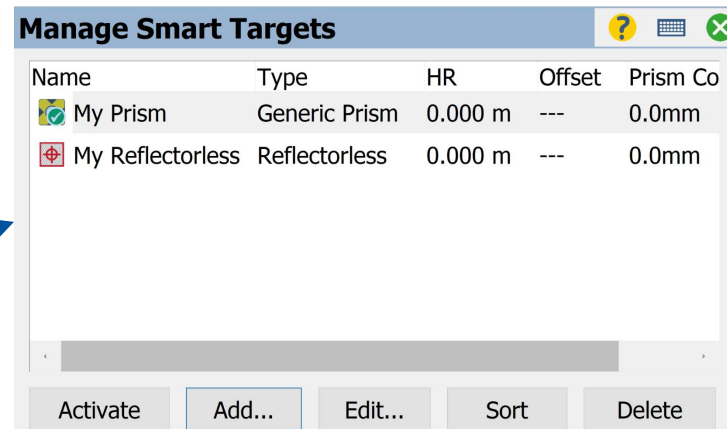 Manage Smart Targets ?
Name Type HR Offset Prism Co
My Prism Generic Prism 0.000 m --- 0.0mm
My Reflectorless Reflectorless 0.000 m --- 0.0mm
Activate Add... Edit... Sort Delete